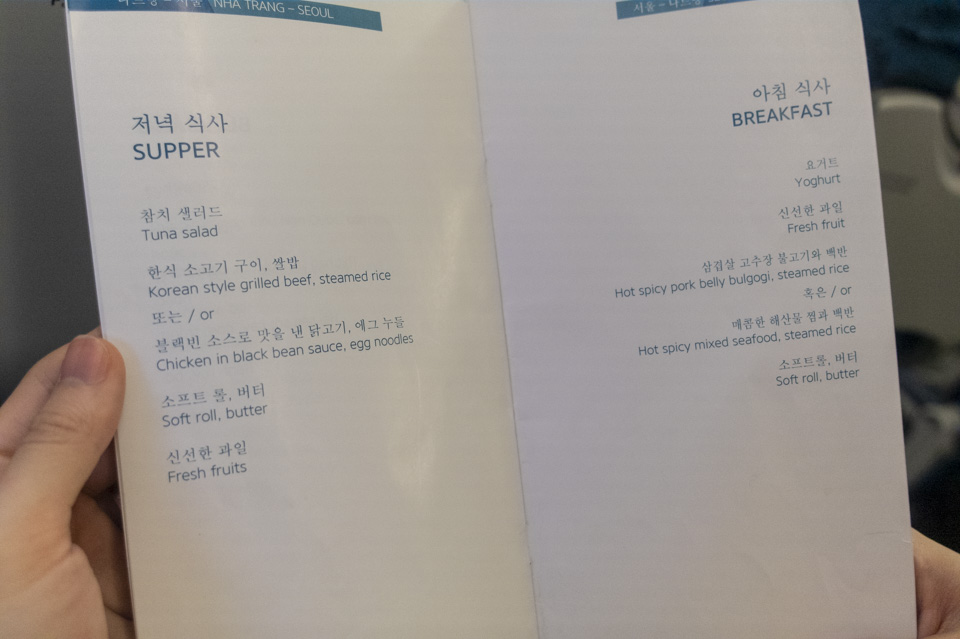 NHA TRANG – SEOUL
저녁 식사
SUPPER
참치 샐러드
Tuna salad
한식 소고기 구이, 쌀밥
Korean style grilled beef, steamed rice
또는 / or
블랙빈 소스로 맛을 낸 닭고기, 에그 누들
Chicken in black bean sauce, egg noodles
소프트 롤, 버터
Soft roll, butter
신선한 과일
Fresh fruits
서울 – 나트랑
아침 식사
BREAKFAST
요거트
Yoghurt
신선한 과일
Fresh fruit
삼겹살 고추장 불고기와 백반
Hot spicy pork belly bulgogi, steamed rice
혹은 / or
매콤한 해산물 찜과 백반
Hot spicy mixed seafood, steamed rice
소프트롤, 버터
Soft roll, butter